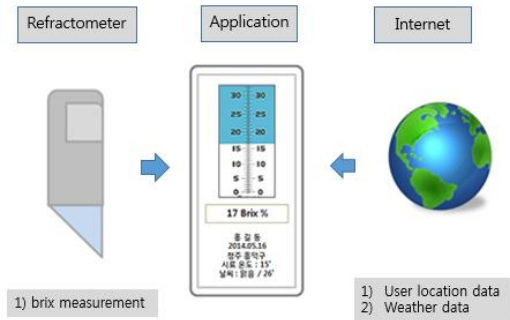 Refractometer
Application
Internet
30 30
25 25
20 20
15 15
10 10
5 5
0 0
17 Brix %
홍 길 동
2014.05.16
청주 흥덕구
시료 온도 : 15˚
날씨 : 맑음 / 26˚
1) brix measurement
1) User location data
2) Weather data